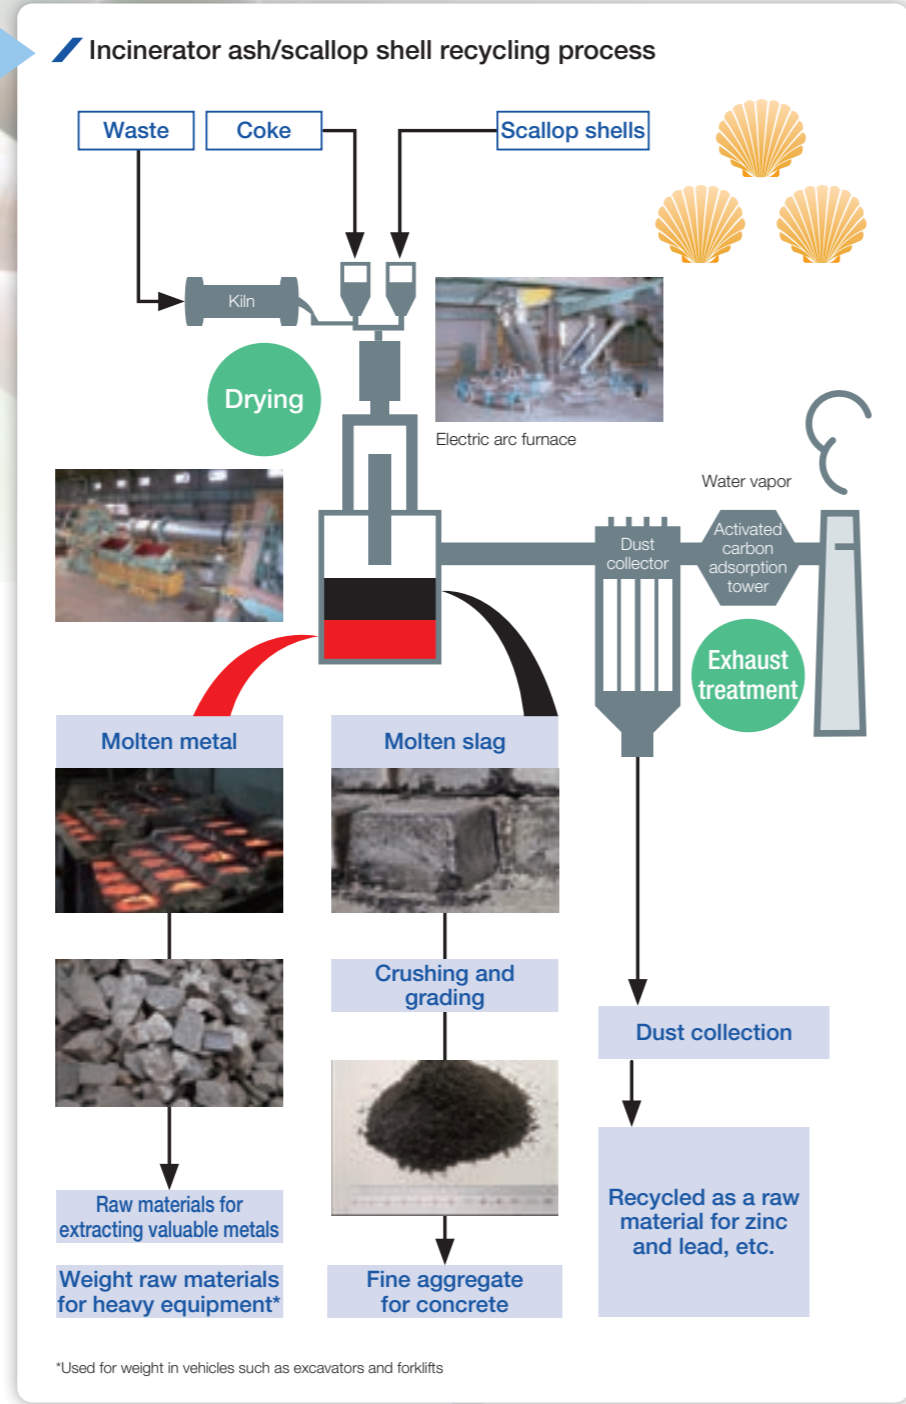 Incinerator ash/scallop shell recycling process
Waste
Coke
Scallop shells
Kiln
Drying
Electric arc furnace
Water vapor
Dust
collector
Activated
carbon
adsorption
tower
Exhaust
treatment
Molten metal
Molten slag
Crushing and
grading
Dust collection
Raw materials for
extracting valuable metals
Weight raw materials
for heavy equipment*
Fine aggregate
for concrete
Recycled as a raw
material for zinc
and lead, etc.
*Used for weight in vehicles such as excavators and forklifts